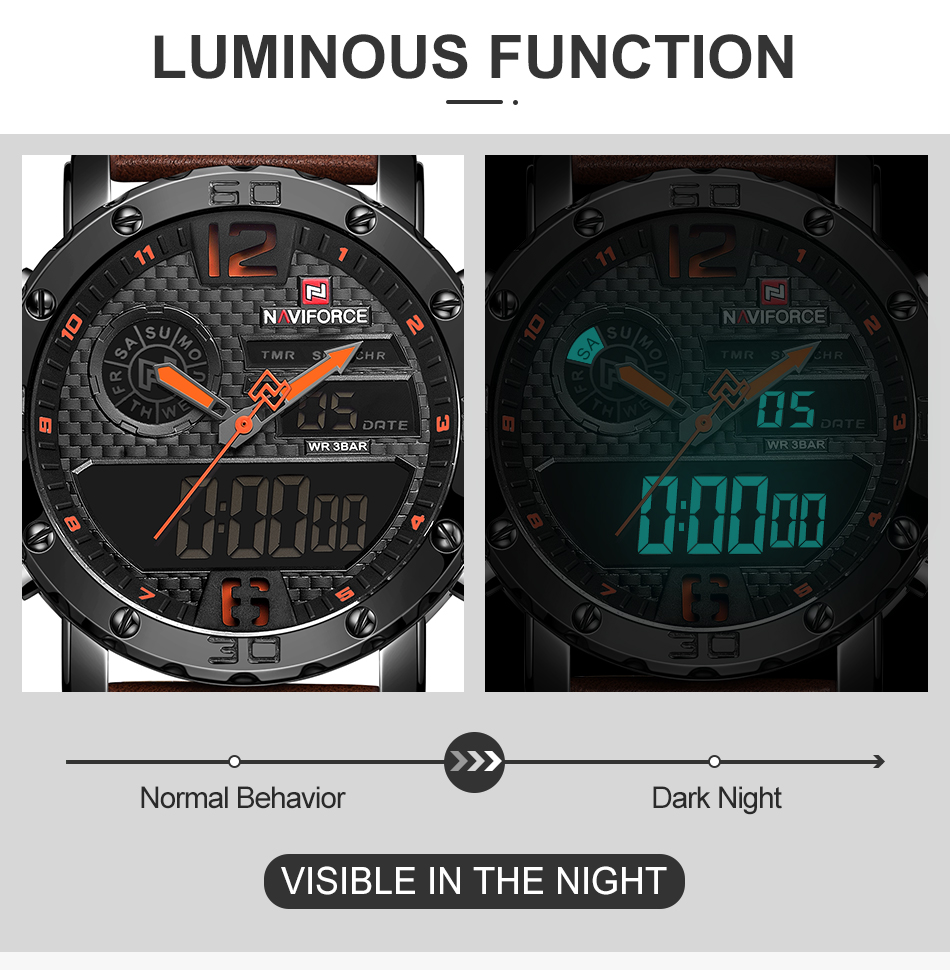 LUMINOUS FUNCTION
60
12
11 1
10 2
NAVIFORCE
SA SU MO
FR TH WE
TMR CHR
05 DATE
9 3
WR 3BAR
0:00 00
8 4
7 6 5
30
60
12
11 1
10 2
NAVIFORCE
SA SU MO
FR TH WE
TMR CHR
05 DATE
9 3
WR 3BAR
0:00 00
8 4
7 6 5
30
Normal Behavior
Dark Night
VISIBLE IN THE NIGHT